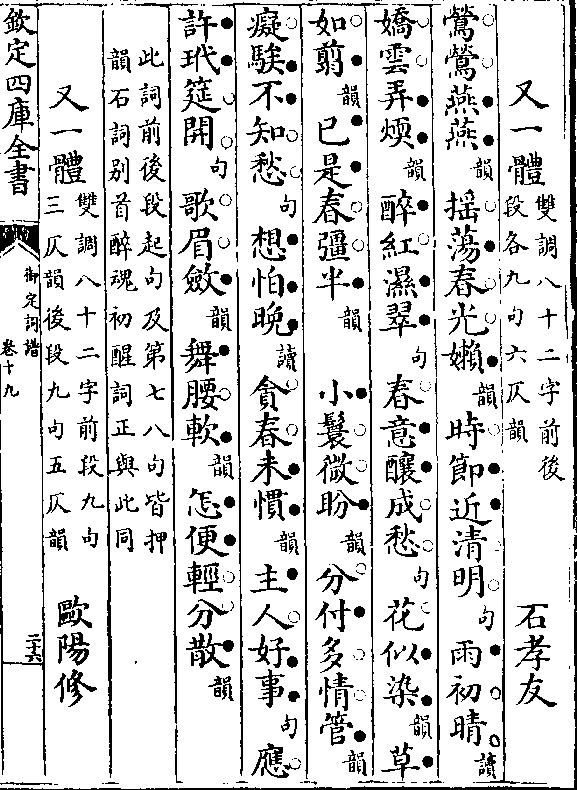 又一體 雙調八十二字前後段各九句六仄韻 石孝友
鶯鶯燕燕韻 搖蕩春光嬾韻 時節近清明句 雨初晴讀
嬌雲弄煗韻 醉紅濕翠句 春意釀成愁句 花似染韻 草
如剪韻 已是春彊半韻 小鬟微盼韻 分付多情管韻
癡騃不知愁句 想怕晚讀 貪春未慣韻 主人好事句 應
許玳筵開句 歌眉斂韻 舞腰軟韻 怎便輕分散韻
此詞前後段起句及第七八句皆押
韻石詞别首醉魂初醒詞正與此同
又一體 雙調八十二字前段九句三仄韻後段九句五仄韻 歐陽修
欽定四庫全書
御定詞譜
卷十九
二十六